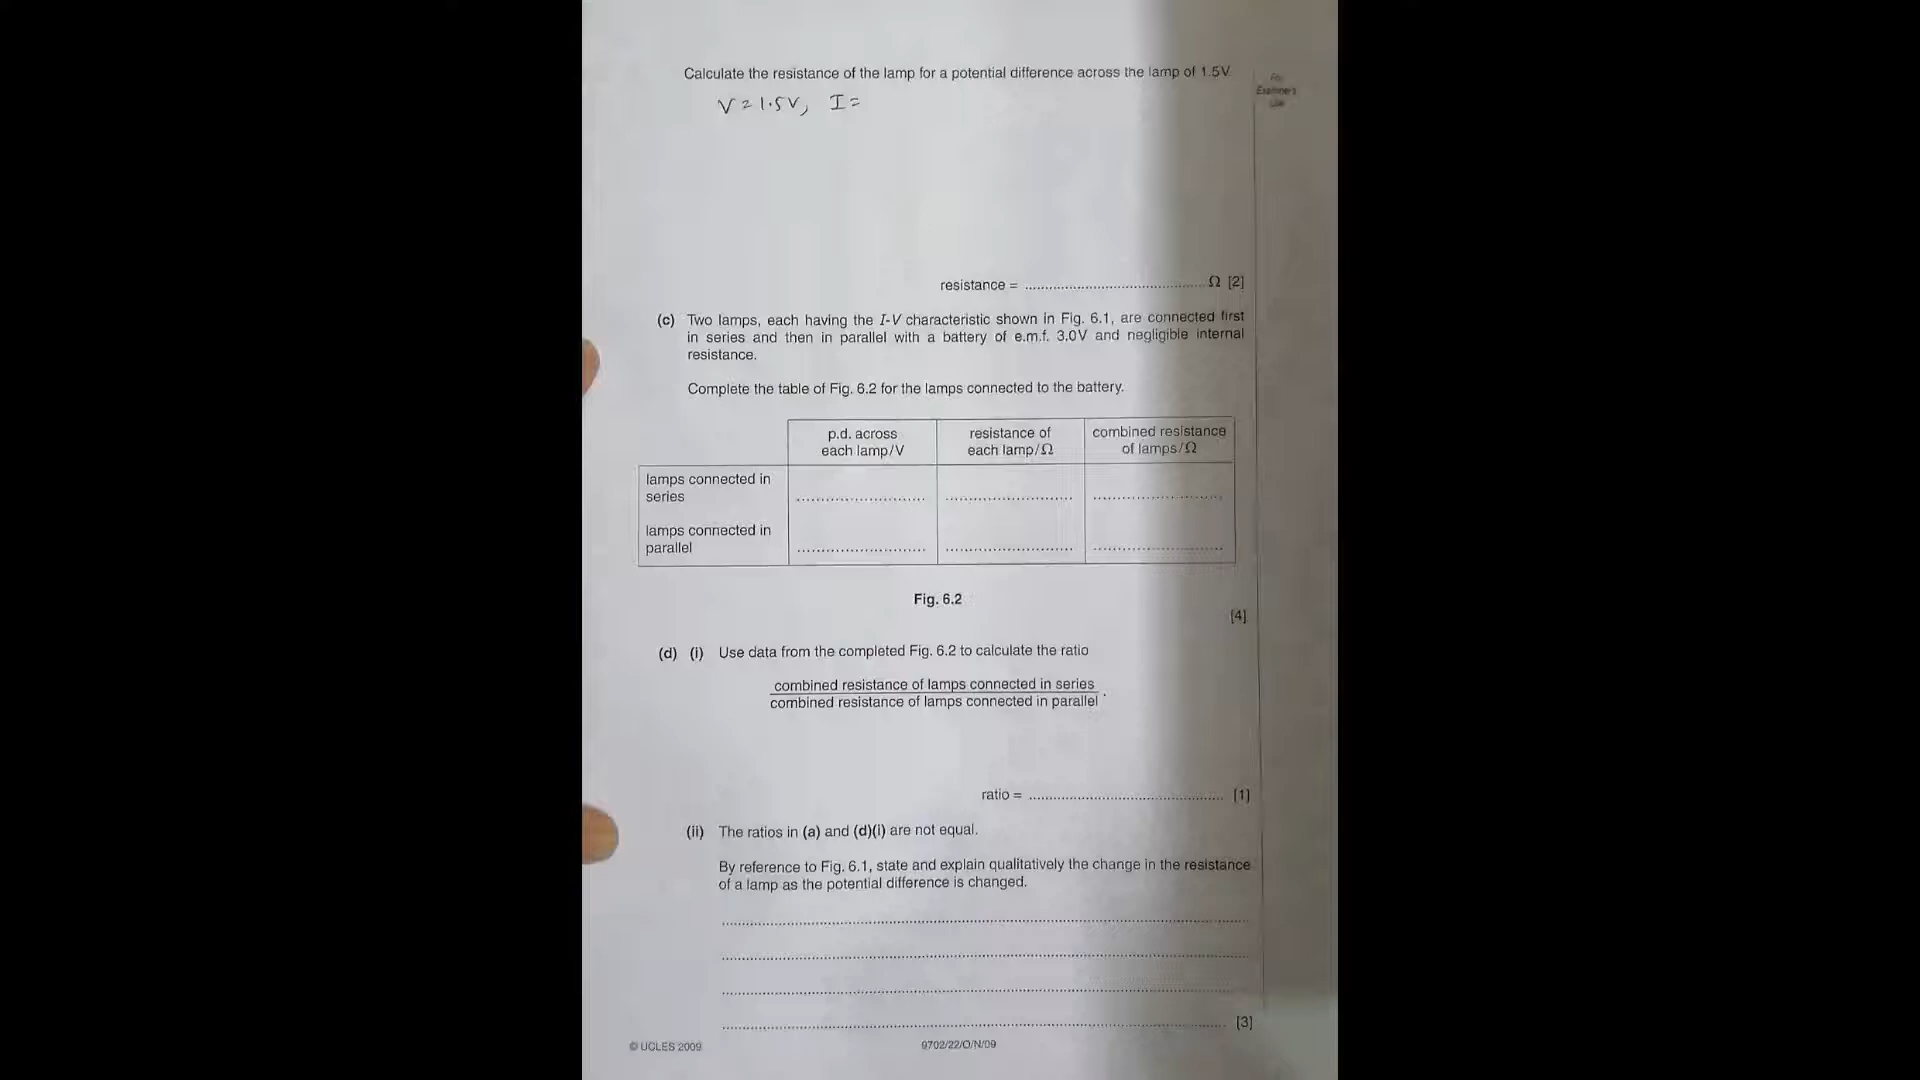 Calculate the resistance of the lamp for a potential difference across the lamp of 1.5V
For
Examiner's
Use
V = 1.5V, I =
resistance = ............................................ Ω [2]
(c) Two lamps, each having the I-V characteristic shown in Fig. 6.1, are connected first
in series and then in parallel with a battery of e.m.f. 3.0V and negligible internal
resistance.
Complete the table of Fig. 6.2 for the lamps connected to the battery.
p.d. across each lamp/V
resistance of each lamp/Ω
combined resistance of lamps/Ω
lamps connected in
series ........................... ........................... ...........................
lamps connected in
parallel ........................... ........................... ...........................
Fig. 6.2
[4]
(d) (i) Use data from the completed Fig. 6.2 to calculate the ratio
combined resistance of lamps connected in series
combined resistance of lamps connected in parallel .
ratio = ................................................ [1]
(ii) The ratios in (a) and (d)(i) are not equal.
By reference to Fig. 6.1, state and explain qualitatively the change in the resistance
of a lamp as the potential difference is changed.
..........................................................................................
..........................................................................................
..........................................................................................
.......................................................................................... [3]
© UCLES 2009
9702/22/O/N/09